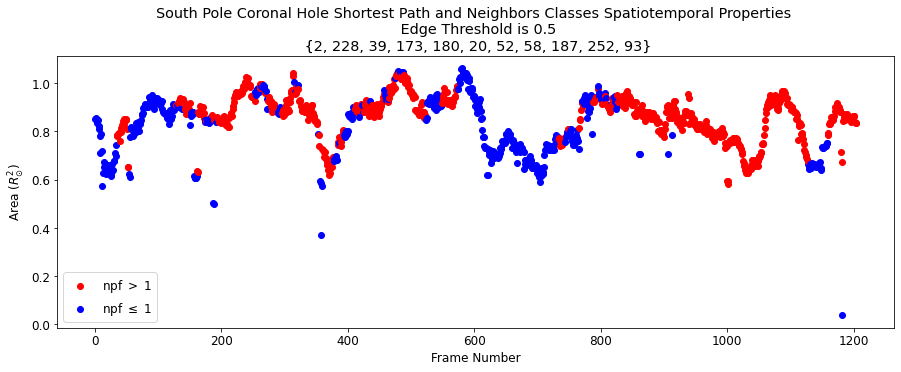 South Pole Coronal Hole Shortest Path and Neighbors Classes Spatiotemporal Properties
Edge Threshold is 0.5
{2, 228, 39, 173, 180, 20, 52, 58, 187, 252, 93}
Area (R²⊙)
1.0
0.8
0.6
0.4
0.2
0.0
npf > 1
npf ≤ 1
0 200 400 600 800 1000 1200
Frame Number